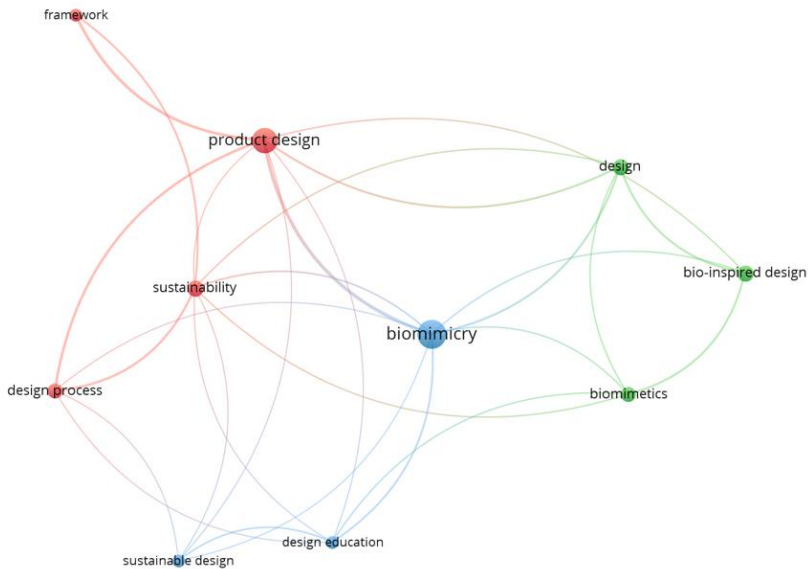 framework
product design
design
bio-inspired design
sustainability
biomimicry
design process
biomimetics
design education
sustainable design